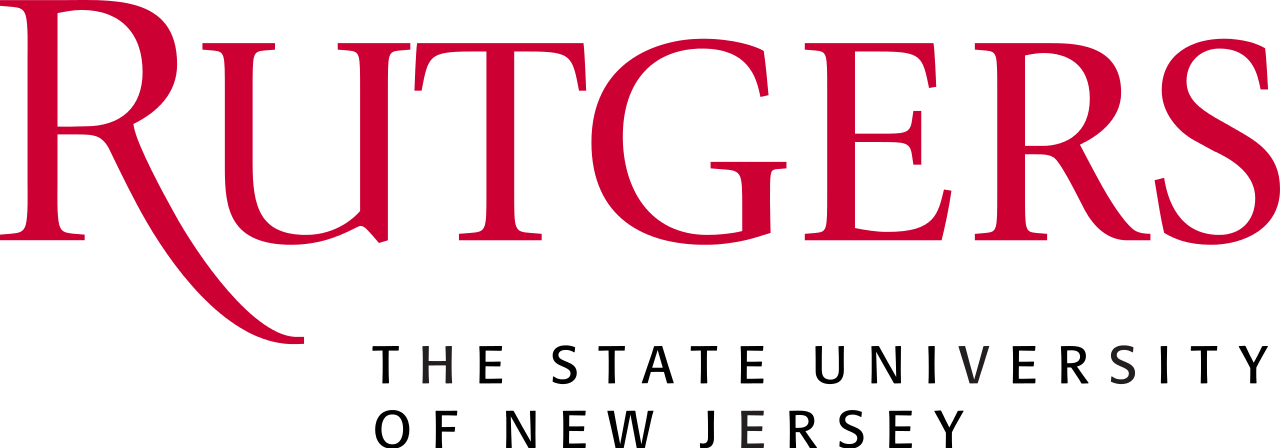 RUTGERS
THE STATE UNIVERSITY
OF NEW JERSEY